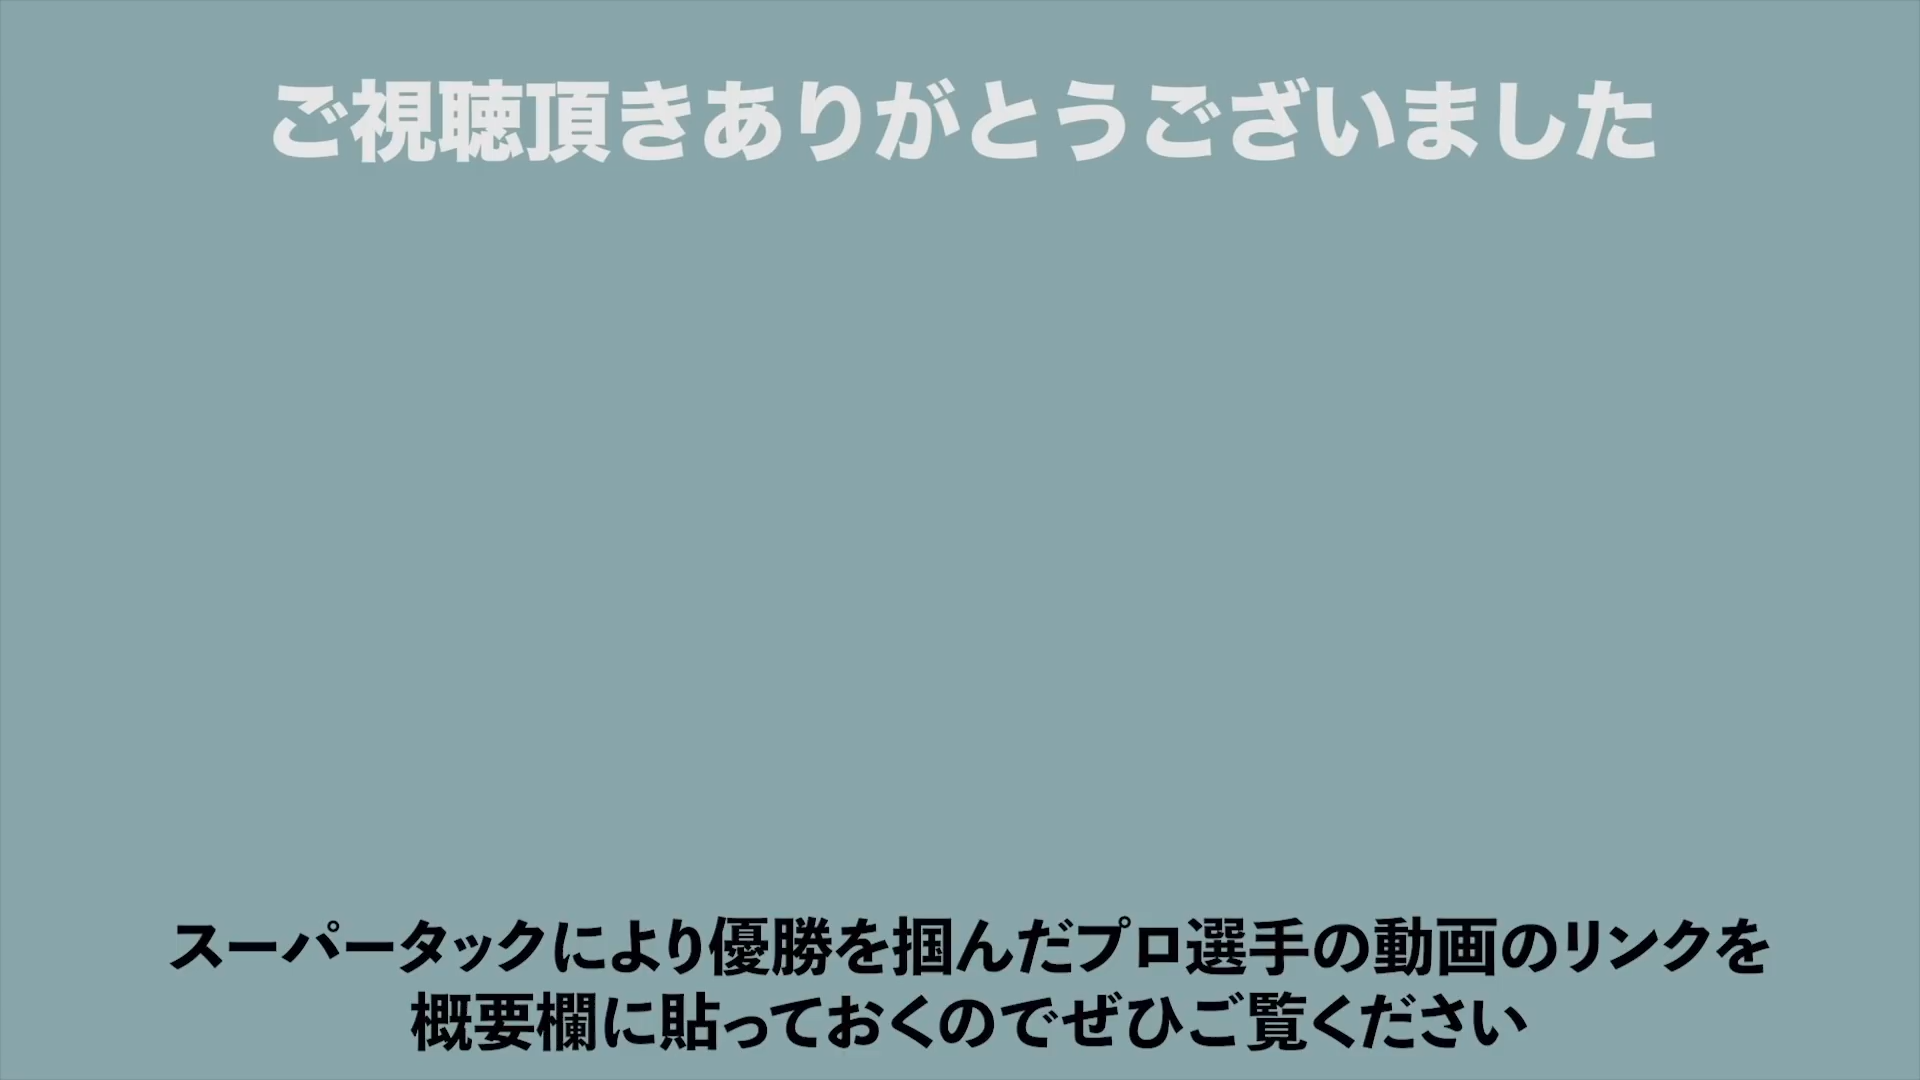 ご視聴頂きありがとうございました
スーパータックにより優勝を掴んだプロ選手の動画のリンクを
概要欄に貼っておくのでぜひご覧ください